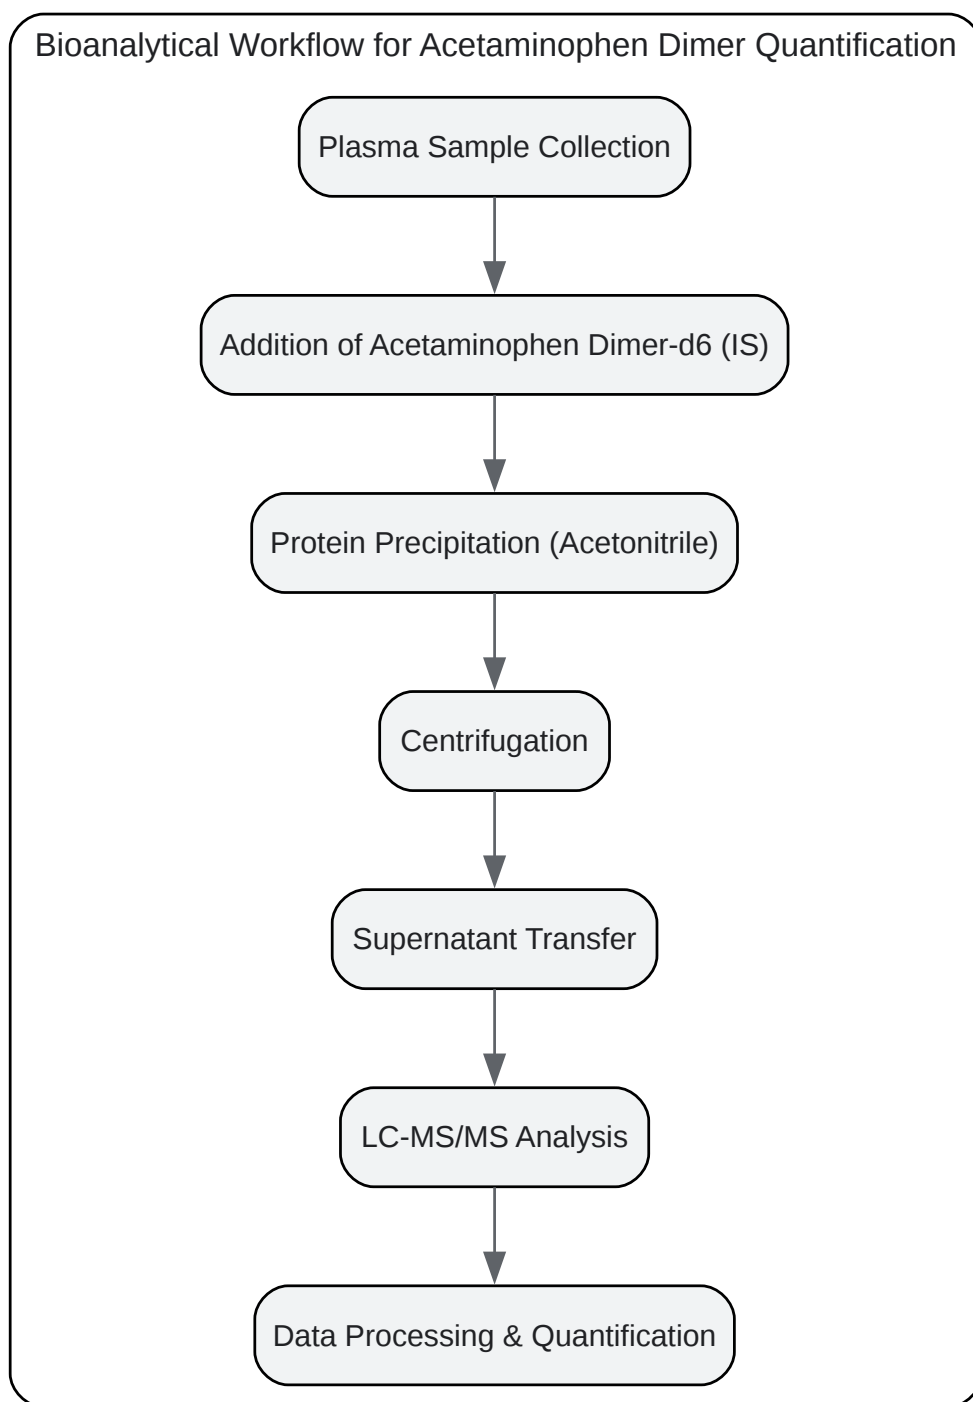 Bioanalytical Workflow for Acetaminophen Dimer Quantification
Plasma Sample Collection
Addition of Acetaminophen Dimer-d6 (IS)
Protein Precipitation (Acetonitrile)
Centrifugation
Supernatant Transfer
LC-MS/MS Analysis
Data Processing & Quantification